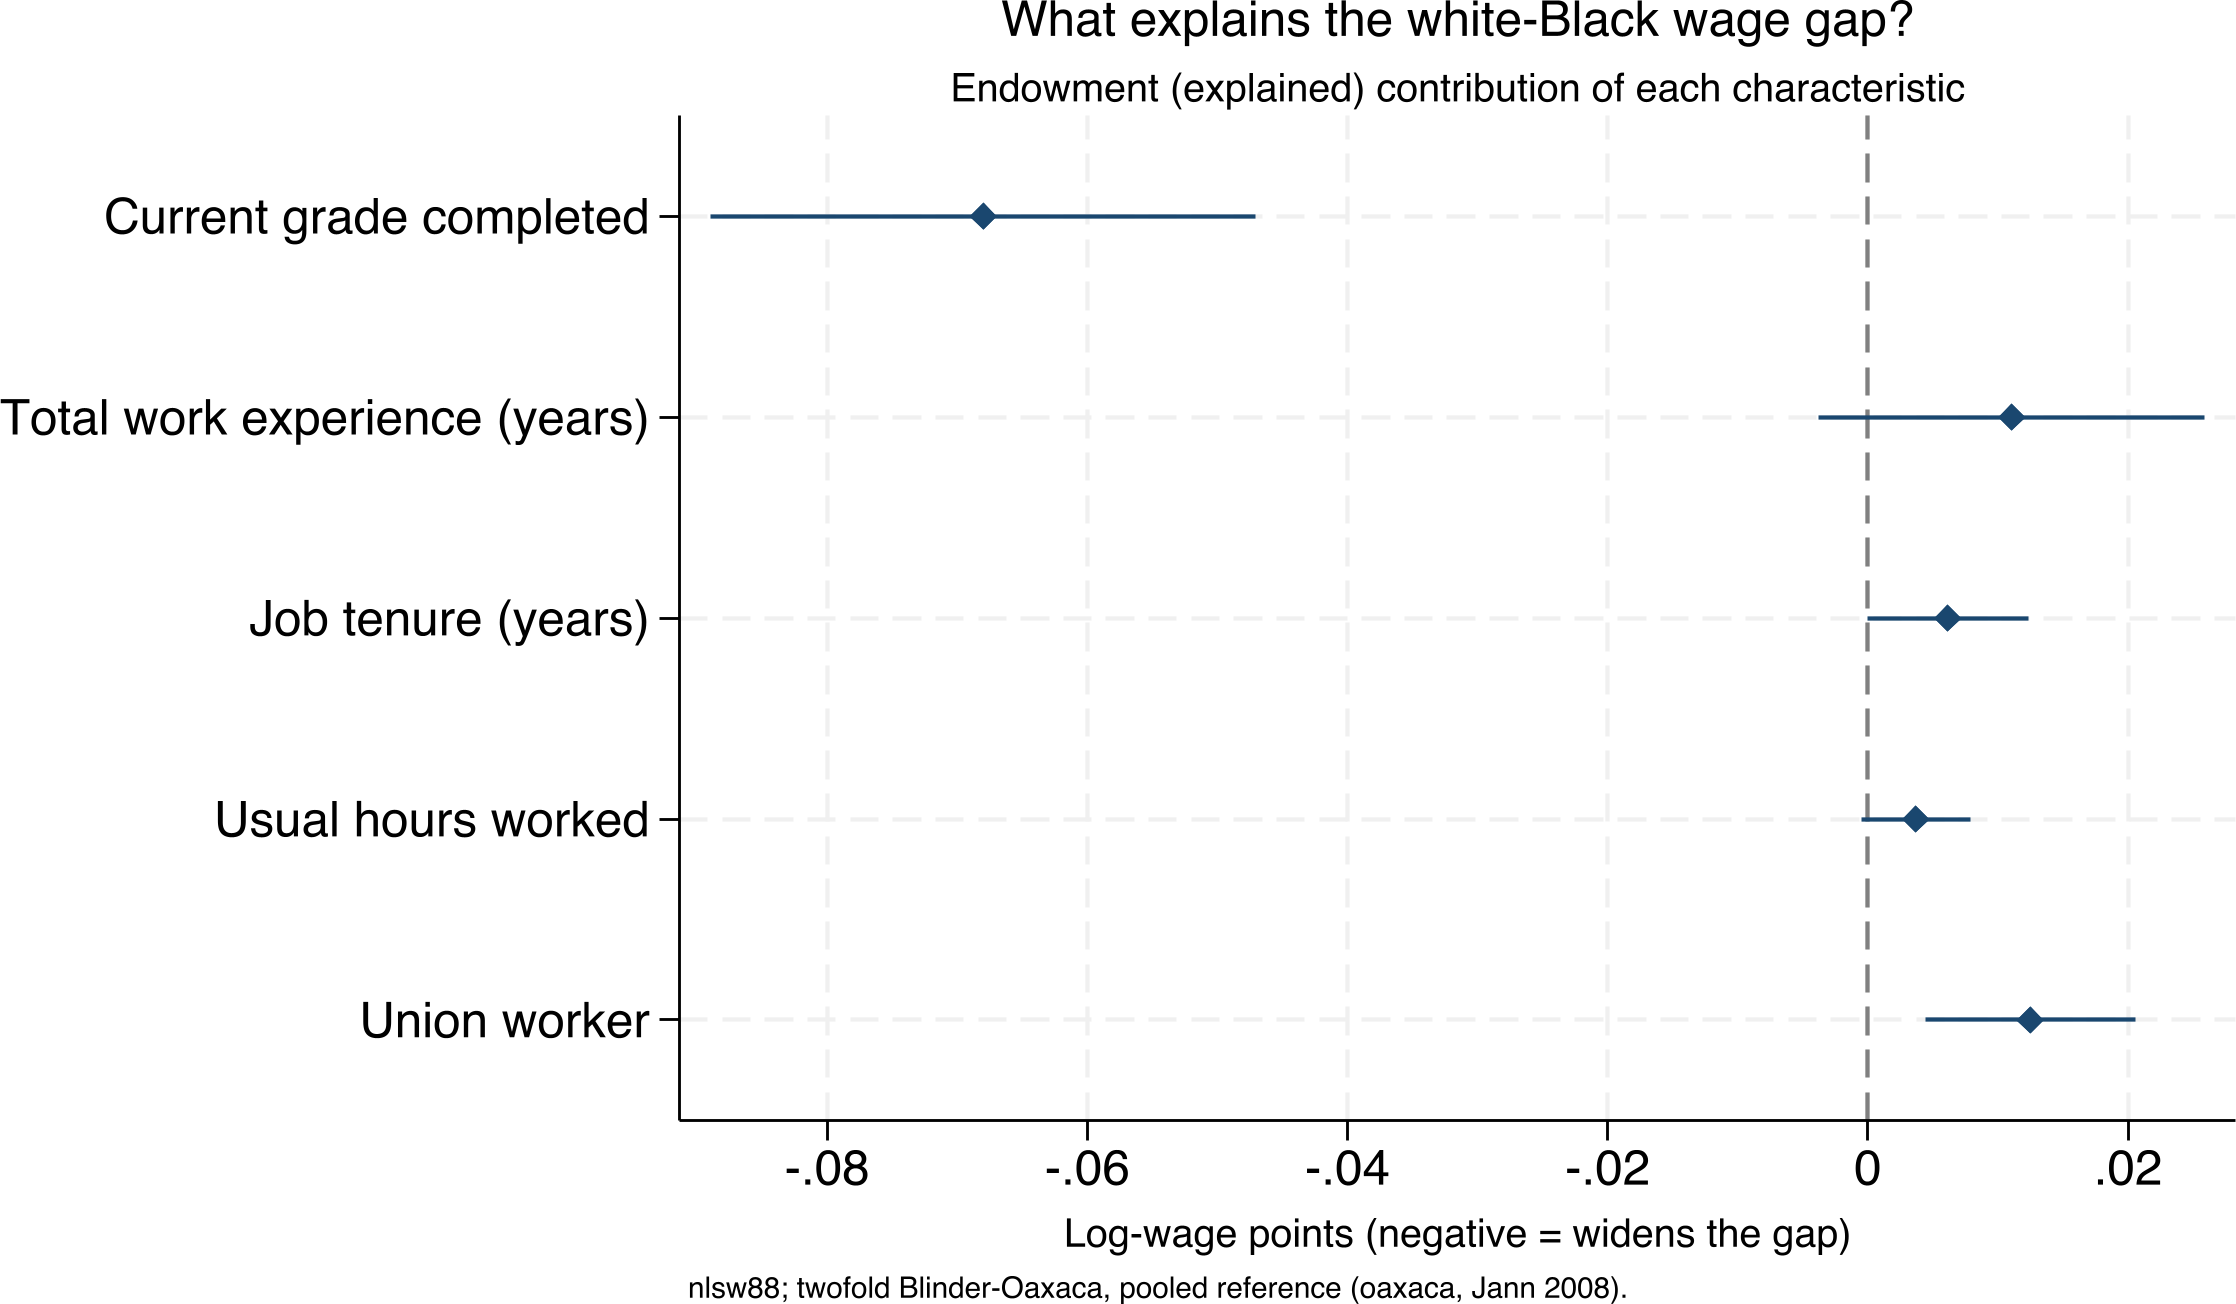 What explains the white-Black wage gap?
Endowment (explained) contribution of each characteristic
Current grade completed
Total work experience (years)
Job tenure (years)
Usual hours worked
Union worker
-.08 -.06 -.04 -.02 0 .02
Log-wage points (negative = widens the gap)
nlsw88; twofold Blinder-Oaxaca, pooled reference (oaxaca, Jann 2008).